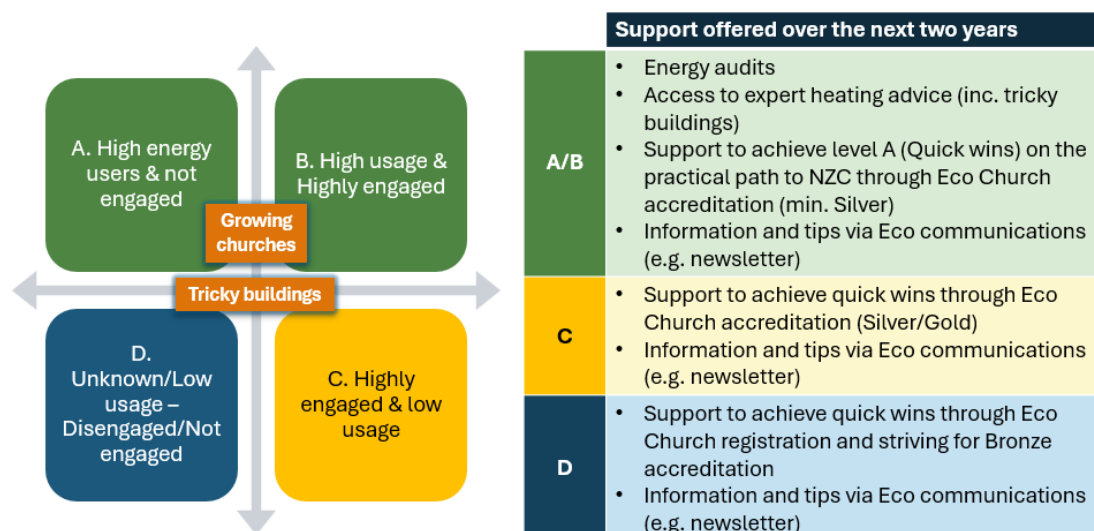 A. High energy
users & not
engaged
B. High usage &
Highly engaged
Growing
churches
Tricky buildings
D.
Unknown/Low
usage –
Disengaged/Not
engaged
C. Highly
engaged & low
usage
Support offered over the next two years
A/B
• Energy audits
• Access to expert heating advice (inc. tricky
buildings)
• Support to achieve level A (Quick wins) on the
practical path to NZC through Eco Church
accreditation (min. Silver)
• Information and tips via Eco communications
(e.g. newsletter)
C
• Support to achieve quick wins through Eco
Church accreditation (Silver/Gold)
• Information and tips via Eco communications
(e.g. newsletter)
D
• Support to achieve quick wins through Eco
Church registration and striving for Bronze
accreditation
• Information and tips via Eco communications
(e.g. newsletter)